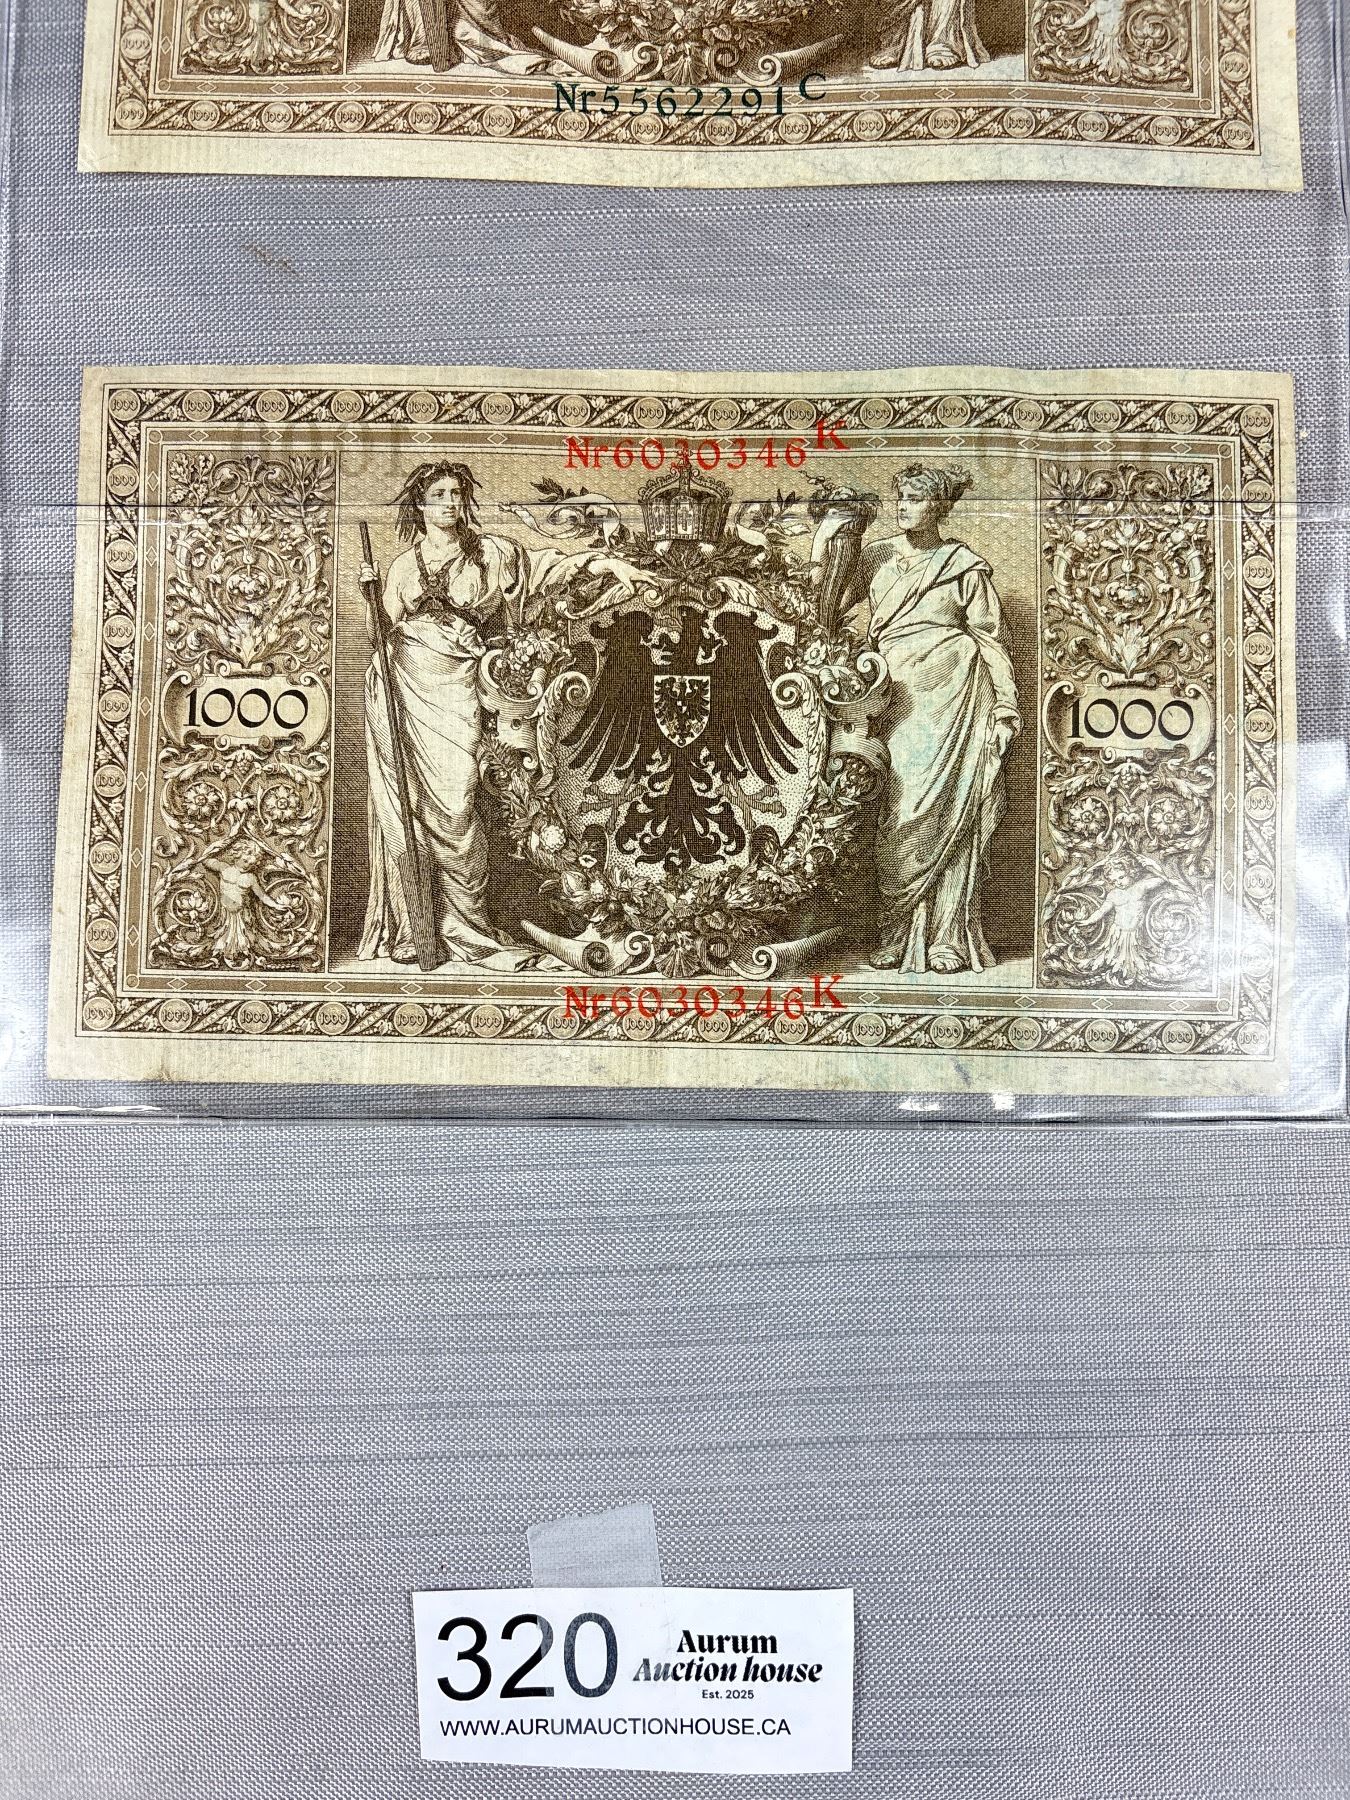 Nr5562291C
Nr6030346K
1000
1000
Nr6030346K
320
Aurum
Auction house
Est. 2025
WWW.AURUMAUCTIONHOUSE.CA